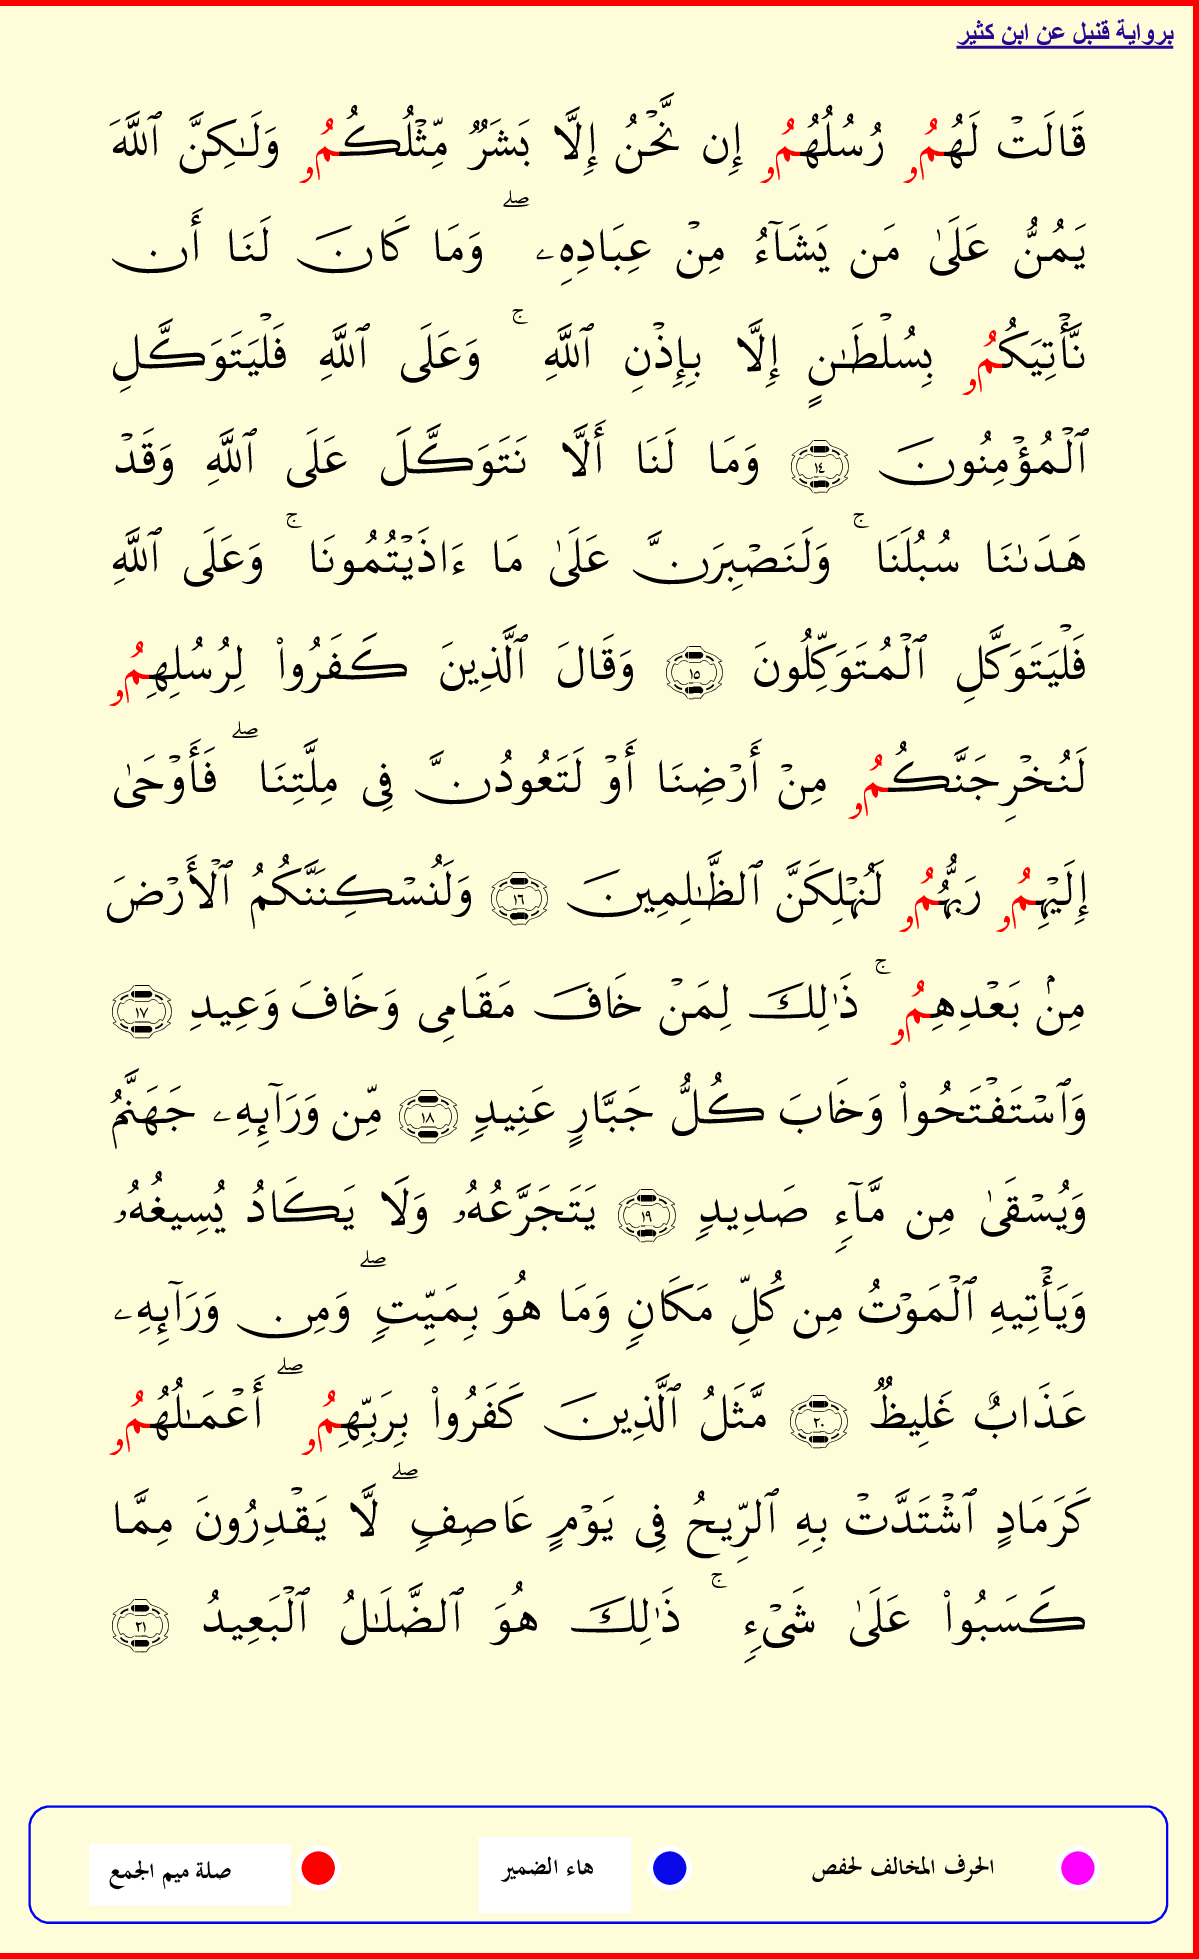 برواية قنبل عن ابن كثير
قَالَتۡ لَهُمُۥ رُسُلُهُمُۥ إِن نَّحۡنُ إِلَّا بَشَرٞ مِّثۡلُكُمُۥ وَلَٰكِنَّ ٱللَّهَ
يَمُنُّ عَلَىٰ مَن يَشَآءُ مِنۡ عِبَادِهِۦۖ وَمَا كَانَ لَنَا أَن
نَّأۡتِيَكُمُۥ بِسُلۡطَٰنٍ إِلَّا بِإِذۡنِ ٱللَّهِۚ وَعَلَى ٱللَّهِ فَلۡيَتَوَكَّلِ
ٱلۡمُؤۡمِنُونَ ١٤ وَمَا لَنَا أَلَّا نَتَوَكَّلَ عَلَى ٱللَّهِ وَقَدۡ
هَدَىٰنَا سُبُلَنَاۚ وَلَنَصۡبِرَنَّ عَلَىٰ مَا ءَاذَيۡتُمُونَاۚ وَعَلَى ٱللَّهِ
فَلۡيَتَوَكَّلِ ٱلۡمُتَوَكِّلُونَ ١٥ وَقَالَ ٱلَّذِينَ كَفَرُواْ لِرُسُلِهِمُۥ
لَنُخۡرِجَنَّكُمُۥ مِنۡ أَرۡضِنَا أَوۡ لَتَعُودُنَّ فِي مِلَّتِنَاۖ فَأَوۡحَىٰ
إِلَيۡهِمُۥ رَبُّهُمُۥ لَنُهۡلِكَنَّ ٱلظَّٰلِمِينَ ١٦ وَلَنُسۡكِنَنَّكُمُ ٱلۡأَرۡضَ
مِنۢ بَعۡدِهِمُۥۚ ذَٰلِكَ لِمَنۡ خَافَ مَقَامِي وَخَافَ وَعِيدِ ١٧
وَٱسۡتَفۡتَحُواْ وَخَابَ كُلُّ جَبَّارٍ عَنِيدٖ ١٨ مِّن وَرَآئِهِۦ جَهَنَّمُ
وَيُسۡقَىٰ مِن مَّآءٖ صَدِيدٖ ١٩ يَتَجَرَّعُهُۥ وَلَا يَكَادُ يُسِيغُهُۥ
وَيَأۡتِيهِ ٱلۡمَوۡتُ مِن كُلِّ مَكَانٖ وَمَا هُوَ بِمَيِّتٖۖ وَمِن وَرَآئِهِۦ
عَذَابٌ غَلِيظٞ ٢٠ مَّثَلُ ٱلَّذِينَ كَفَرُواْ بِرَبِّهِمُۥۖ أَعۡمَٰلُهُمُۥ
كَرَمَادٍ ٱشۡتَدَّتۡ بِهِ ٱلرِّيحُ فِي يَوۡمٍ عَاصِفٖۖ لَّا يَقۡدِرُونَ مِمَّا
كَسَبُواْ عَلَىٰ شَيۡءٖۚ ذَٰلِكَ هُوَ ٱلضَّلَٰلُ ٱلۡبَعِيدُ ٢١
الحرف المخالف لحفص هاء الضمير صلة ميم الجمع